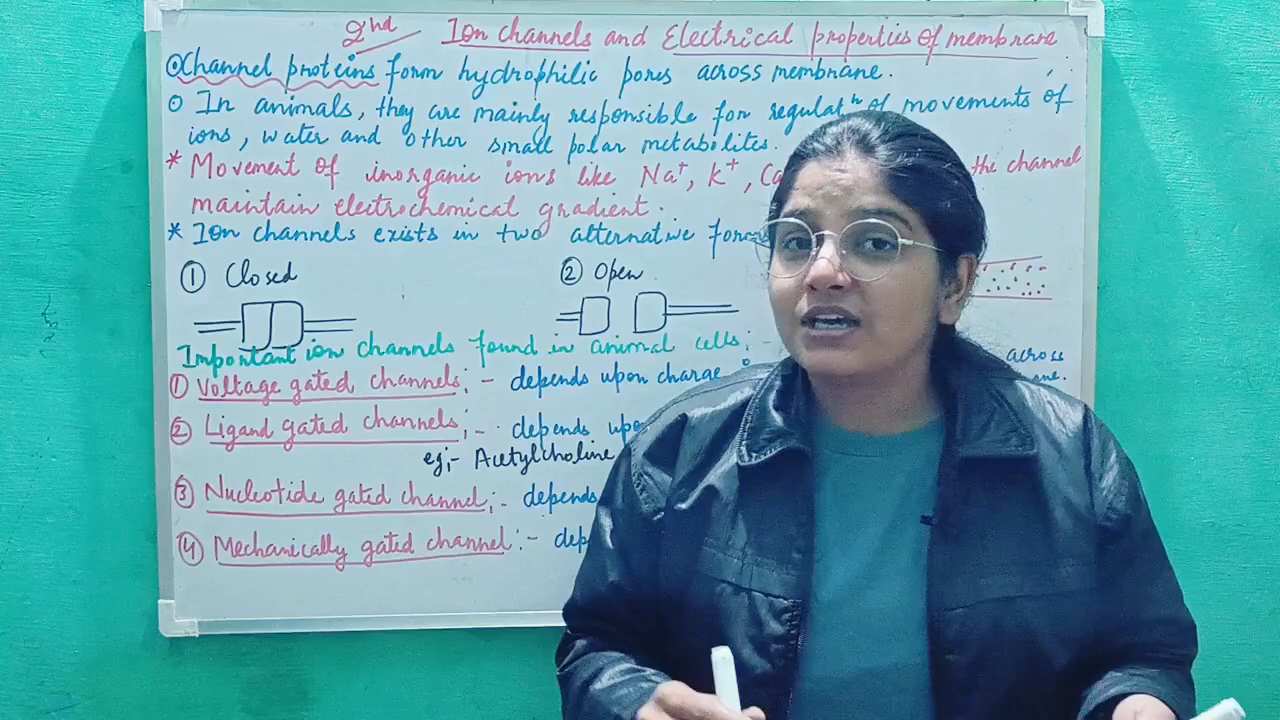 2nd Ion channels and Electrical properties of membrane
Channel proteins form hydrophilic pores across membrane.
In animals, they are mainly responsible for regulatⁿ of movements of
ions, water and other small polar metabolites.
* Movement of inorganic ions like Na⁺, K⁺, Ca the channel
maintain electrochemical gradient.
* Ion channels exists in two alternative form
① Closed ② Open
Important ion channels found in animal cells; -
① Voltage gated channels; - depends upon charge across
② Ligand gated channels; - depends upo
eg;- Acetylcholine
③ Nucleotide gated channel; - depends
④ Mechanically gated channel:- dep